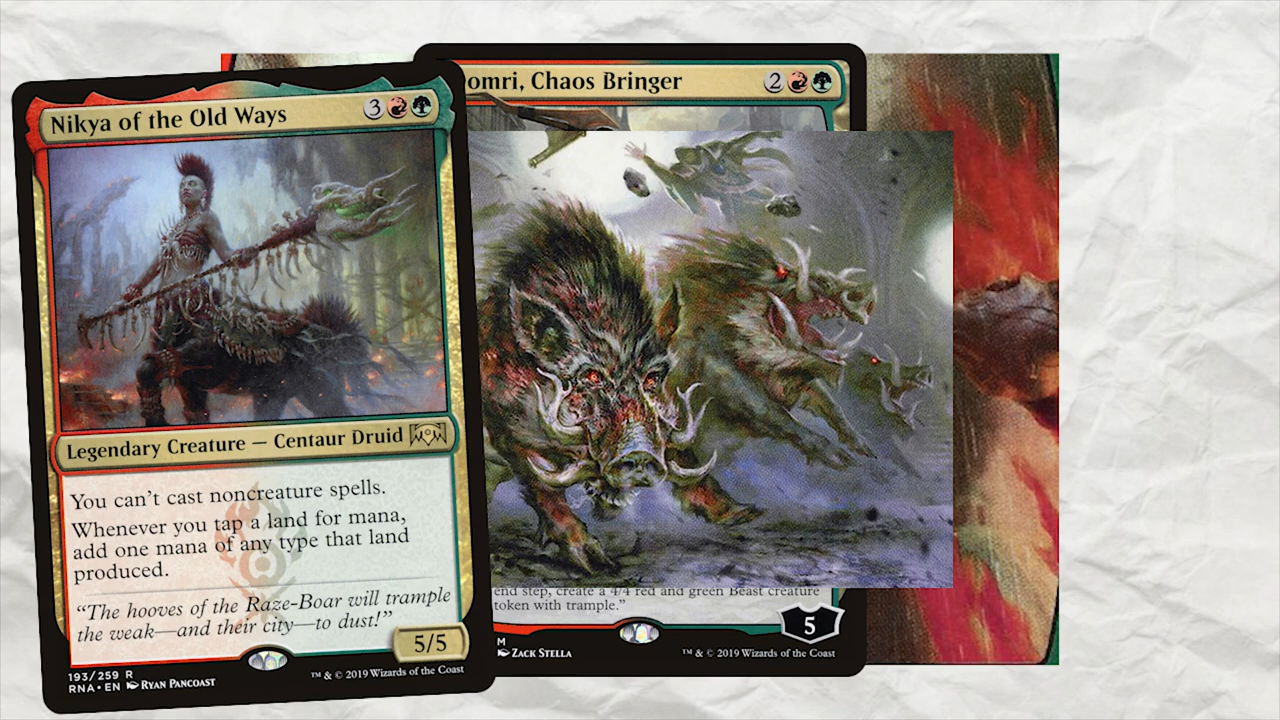 Nikya of the Old Ways
3
Legendary Creature — Centaur Druid
You can't cast noncreature spells.
Whenever you tap a land for mana,
add one mana of any type that land
produced.
“The hooves of the Raze-Boar will trample
the weak—and their city—to dust!”
5/5
193/259 R
RNA • EN RYAN PANCOAST
™ & © 2019 Wizards of the Coast
omri, Chaos Bringer
2
end step, create a 4/4 red and green Beast creature
token with trample.”
5
M
ZACK STELLA
™ & © 2019 Wizards of the Coast